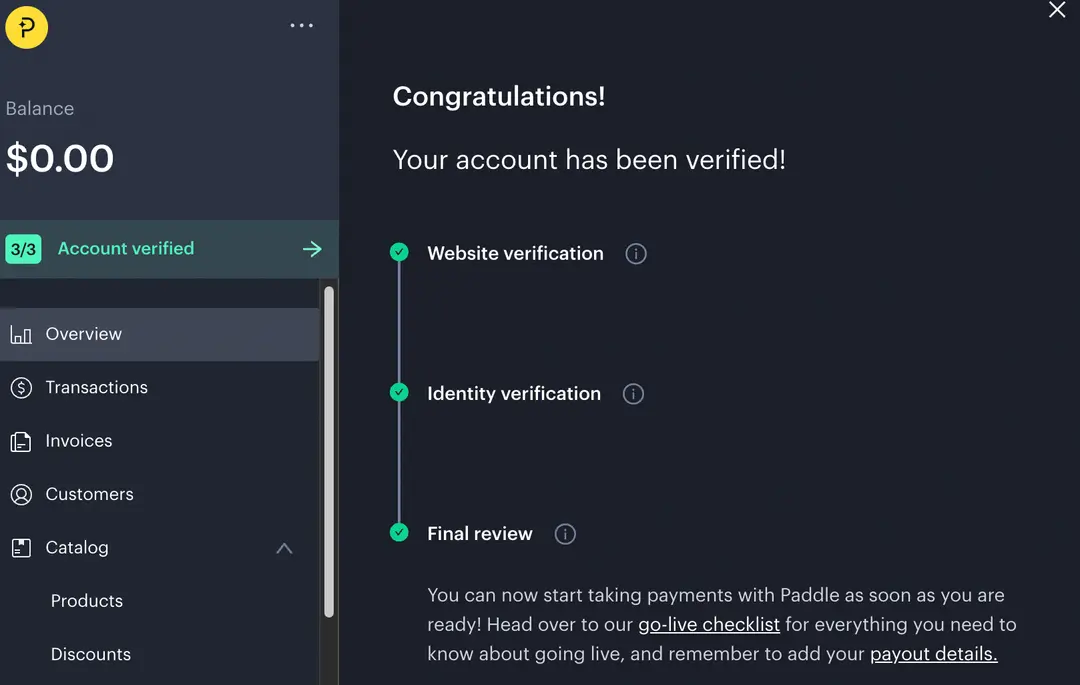 Balance
$0.00
3/3 Account verified
Overview
Transactions
Invoices
Customers
Catalog
Products
Discounts
Congratulations!
Your account has been verified!
Website verification
Identity verification
Final review
You can now start taking payments with Paddle as soon as you are
ready! Head over to our go-live checklist for everything you need to
know about going live, and remember to add your payout details.